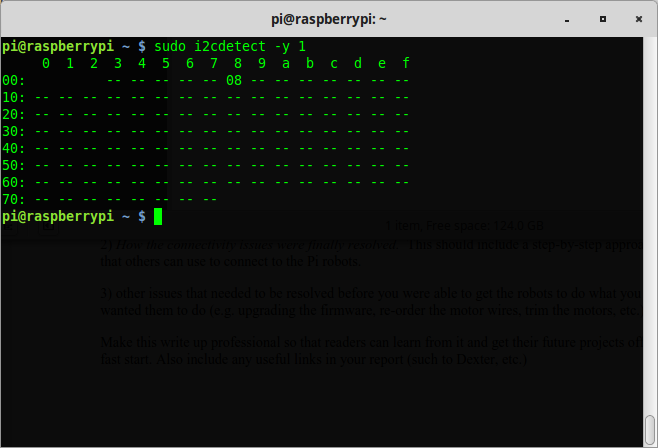 pi@raspberrypi: ~
pi@raspberrypi ~ $ sudo i2cdetect -y 1
     0  1  2  3  4  5  6  7  8  9  a  b  c  d  e  f
00:          -- -- -- -- -- 08 -- -- -- -- -- -- --
10: -- -- -- -- -- -- -- -- -- -- -- -- -- -- -- --
20: -- -- -- -- -- -- -- -- -- -- -- -- -- -- -- --
30: -- -- -- -- -- -- -- -- -- -- -- -- -- -- -- --
40: -- -- -- -- -- -- -- -- -- -- -- -- -- -- -- --
50: -- -- -- -- -- -- -- -- -- -- -- -- -- -- -- --
60: -- -- -- -- -- -- -- -- -- -- -- -- -- -- -- --
70: -- -- -- -- -- -- -- --
pi@raspberrypi ~ $
1 item, Free space: 124.0 GB
2) How the connectivity issues were finally resolved. This should include a step-by-step approa
that others can use to connect to the Pi robots.
3) other issues that needed to be resolved before you were able to get the robots to do what you
wanted them to do (e.g. upgrading the firmware, re-order the motor wires, trim the motors, etc.
Make this write up professional so that readers can learn from it and get their future projects of
fast start. Also include any useful links in your report (such to Dexter, etc.)